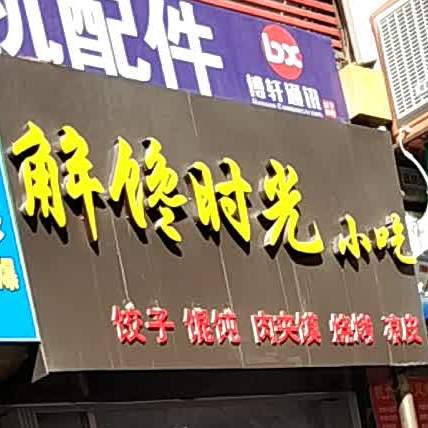 机配件
bx
博轩通讯
解馋时光 小吃
饺子 馄饨 肉夹馍 烧烤 凉皮